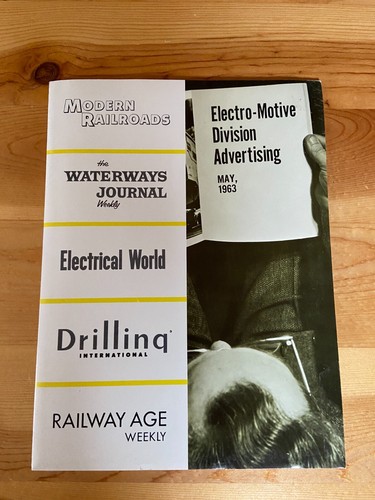 MODERN
RAILROADS
the
WATERWAYS
JOURNAL
Weekly
Electrical World
Drilling
INTERNATIONAL
RAILWAY AGE
WEEKLY
Electro-Motive
Division
Advertising
MAY,
1963